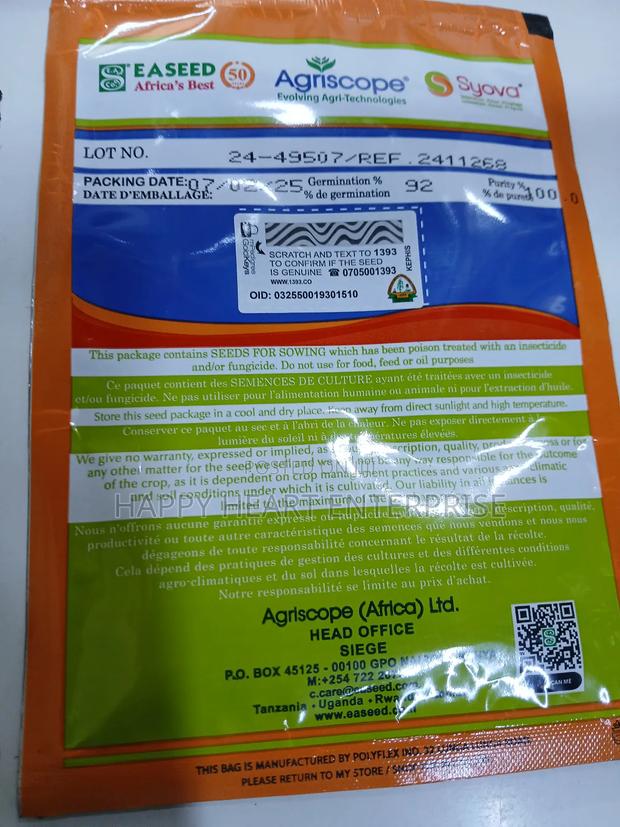 EASEED
Africa's Best
50
Agriscope®
Evolving Agri-Technologies
Syova
LOT NO. 24-49507/REF.2411268
PACKING DATE: 07-02-25 Germination % 92 Purity % 100.0
DATE D'EMBALLAGE: % de germination % de pureté
SCRATCH AND TEXT TO 1393
TO CONFIRM IF THE SEED
IS GENUINE ☎ 0705001393
WWW.1393.CO
OID: 032550019301510
KEPHIS
This package contains SEEDS FOR SOWING which has been poison treated with an insecticide
and/or fungicide. Do not use for food, feed or oil purposes
Ce paquet contient des SEMENCES DE CULTURE ayant été traitées avec un insecticide
et/ou fungicide. Ne pas utiliser pour l'alimentation humaine ou animale ni pour l'extraction d'huile.
Store this seed package in a cool and dry place. Keep away from direct sunlight and high temperature.
Conserver ce paquet au sec et à l'abri de la chaleur. Ne pas exposer directement à la
lumière du soleil ni à des températures élevées.
We give no warranty, expressed or implied, as to description, quality, or
any other matter for the seed we and we will not be any way responsible for the outcome
of the crop, as it is dependent on crop management practices and various climatic
and soil conditions under which it is cultivated. Our liability in all instances is
limited to the maximum of the
HAPPY HEART ENTERPRISE
description, qualité,
Nous n'offrons aucune garantie expresse ou
productivité ou toute autre caractéristique des semences que nous vendons et nous nous
dégageons de toute responsabilité concernant le résultat de la récolte.
Cela dépend des pratiques de gestion des cultures et des différentes conditions
agro-climatiques et du sol dans lesquelles la récolte est cultivée.
Notre responsabilité se limite au prix d'achat.
Agriscope (Africa) Ltd.
HEAD OFFICE
SIEGE
P.O. BOX 45125 - 00100 GPO
M:+254 722
c.care@easeed.com
Tanzania • Uganda • Rwanda
www.easeed.com
SCAN ME
THIS BAG IS MANUFACTURED BY POLYFLEX IND.
PLEASE RETURN TO MY STORE /